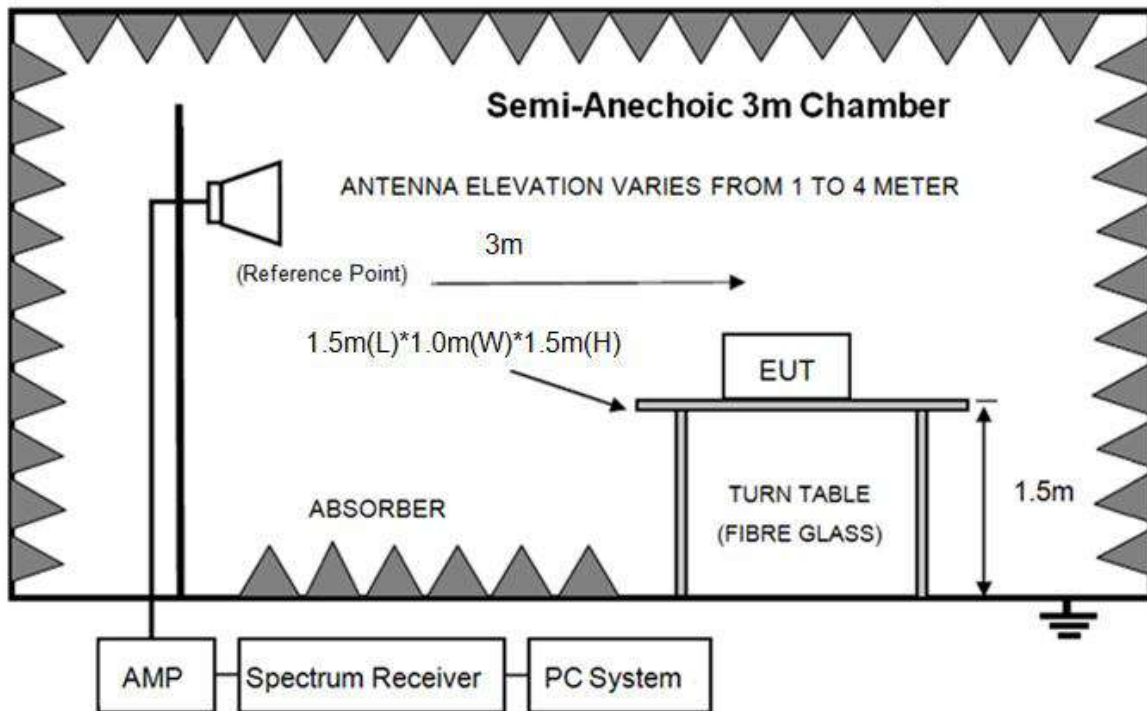 Semi-Anechoic 3m Chamber
ANTENNA ELEVATION VARIES FROM 1 TO 4 METER
3m
(Reference Point)
1.5m(L)*1.0m(W)*1.5m(H)
EUT
ABSORBER
TURN TABLE
(FIBRE GLASS)
1.5m
AMP
Spectrum Receiver
PC System